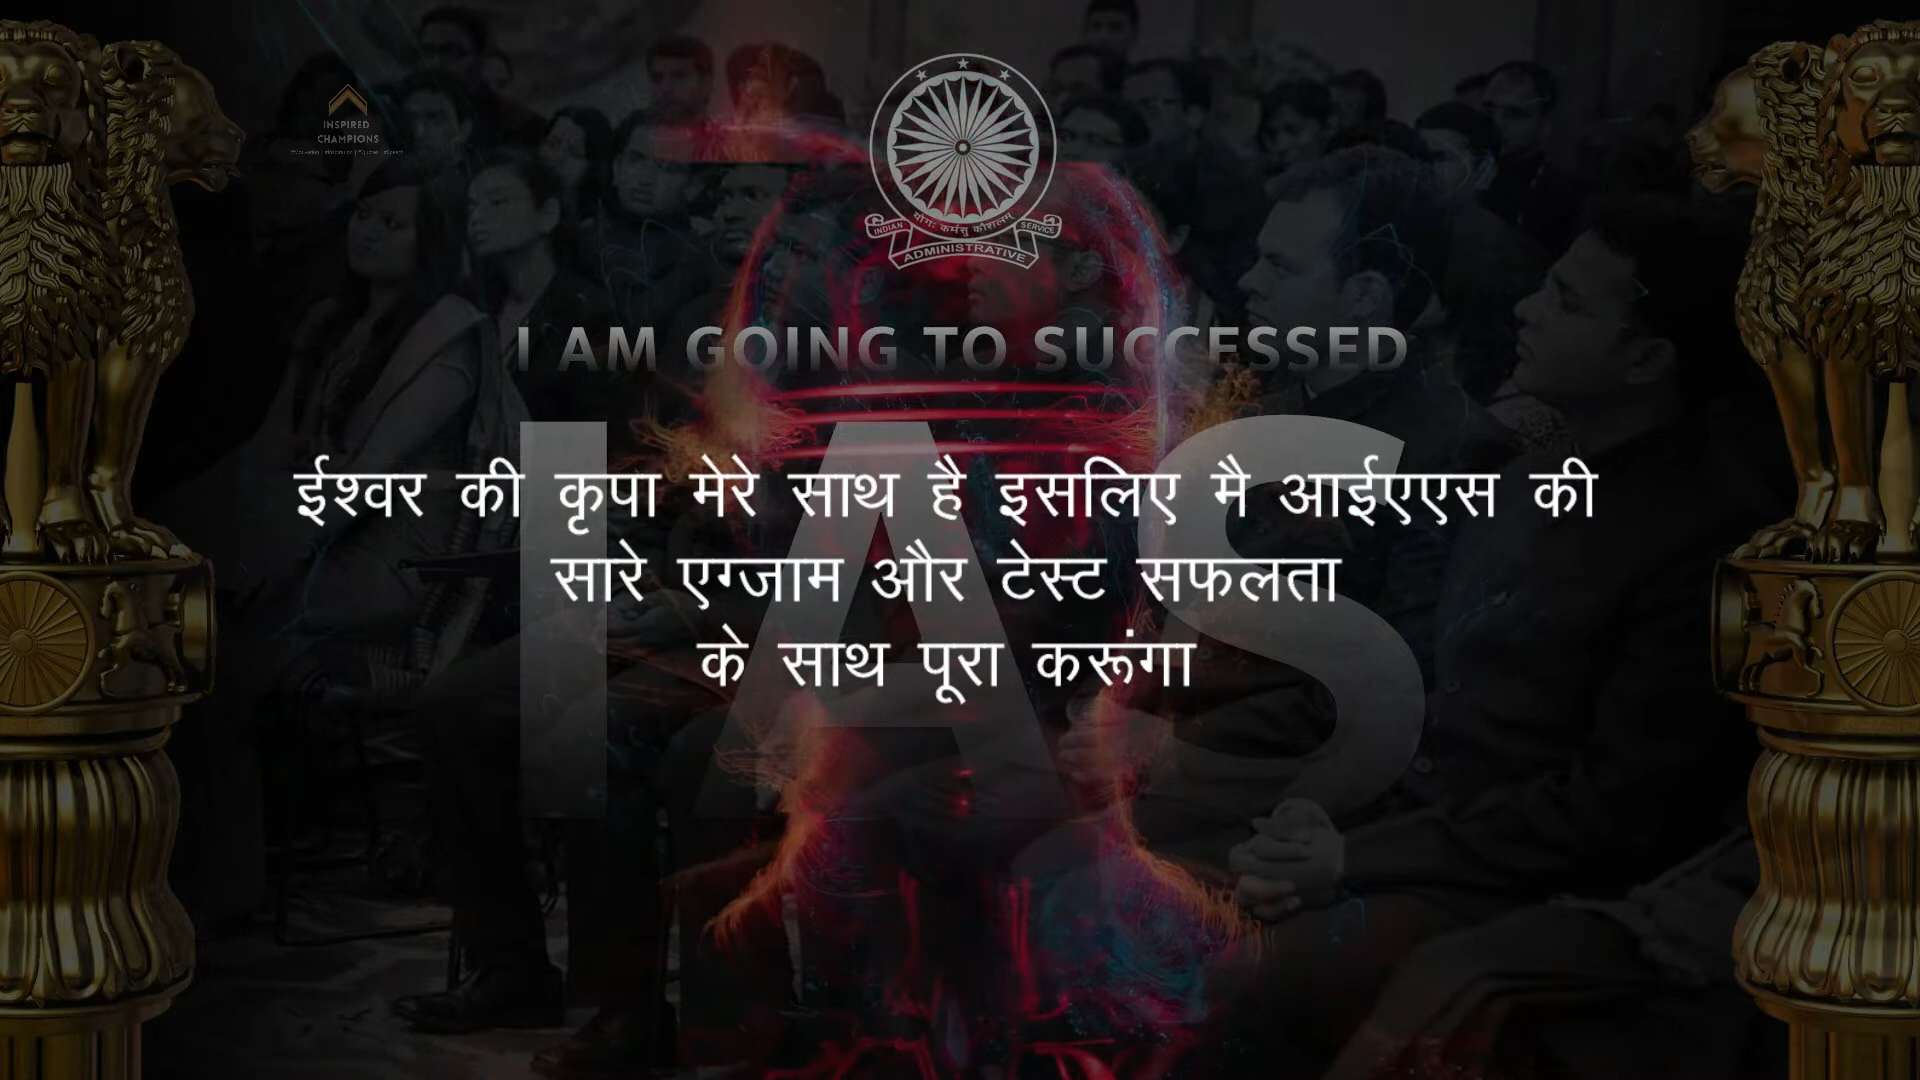 INSPIRED
CHAMPIONS
योगः कर्मसु कौशलम्
INDIAN ADMINISTRATIVE SERVICE
I AM GOING TO SUCCESSED
IAS
ईश्वर की कृपा मेरे साथ है इसलिए मै आईएएस की
सारे एग्जाम और टेस्ट सफलता
के साथ पूरा करूंगा